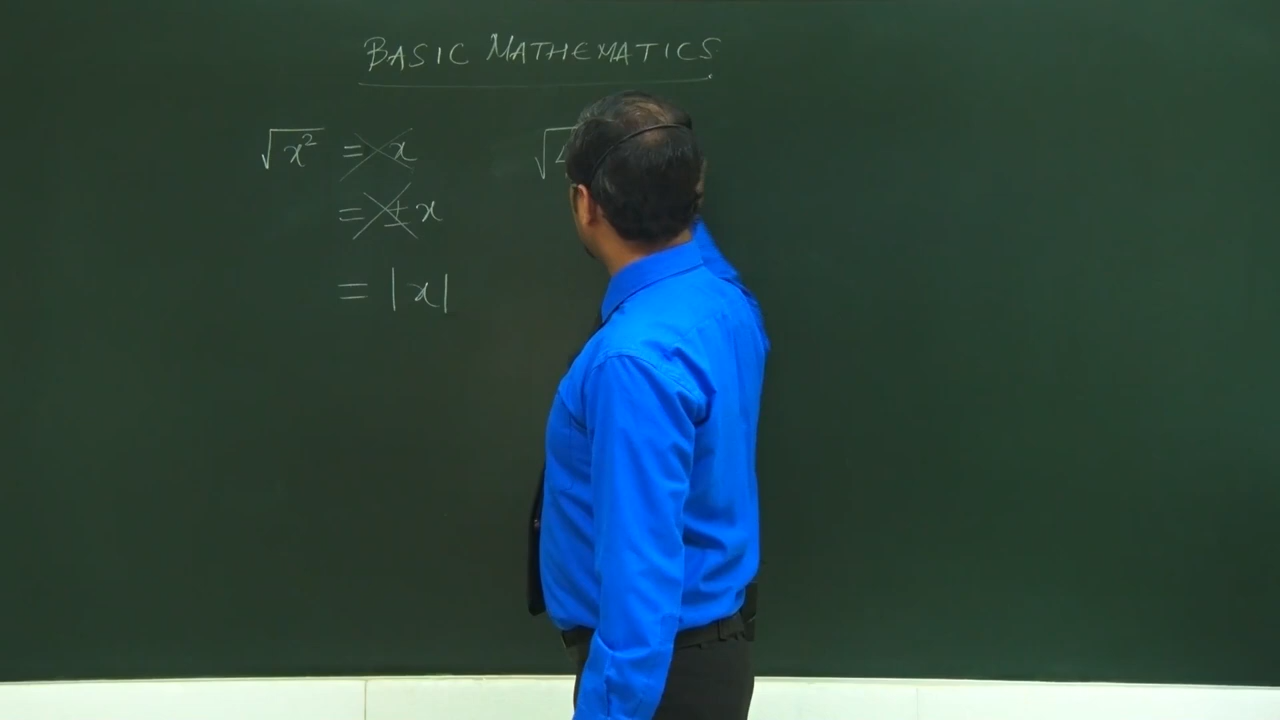 BASIC MATHEMATICS
√x² = x
= ± x
= |x|